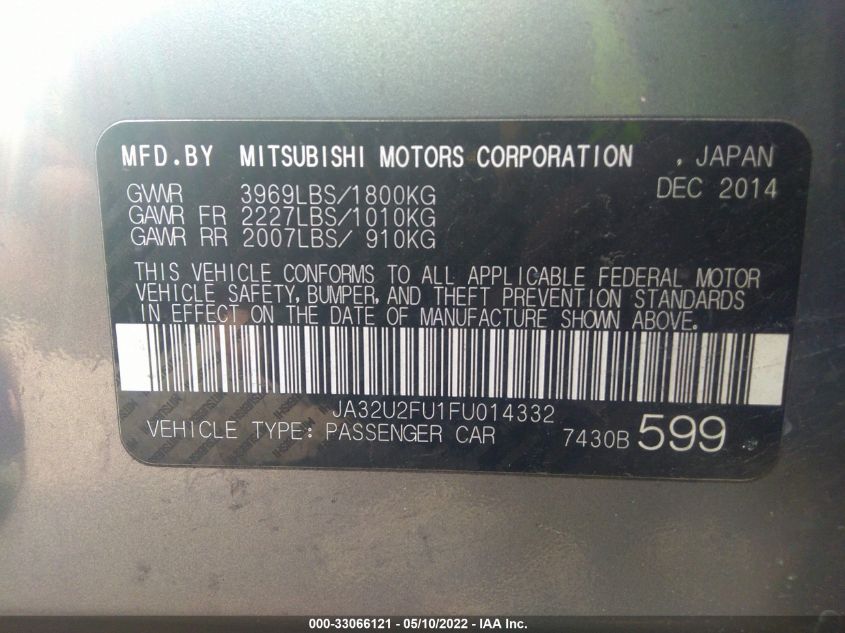 MFD.BY MITSUBISHI MOTORS CORPORATION , JAPAN
GVWR 3969LBS/1800KG DEC 2014
GAWR FR 2227LBS/1010KG
GAWR RR 2007LBS/ 910KG
THIS VEHICLE CONFORMS TO ALL APPLICABLE FEDERAL MOTOR
VEHICLE SAFETY, BUMPER, AND THEFT PREVENTION STANDARDS
IN EFFECT ON THE DATE OF MANUFACTURE SHOWN ABOVE.
JA32U2FU1FU014332
VEHICLE TYPE: PASSENGER CAR 7430B 599
000-33066121 - 05/10/2022 - IAA Inc.